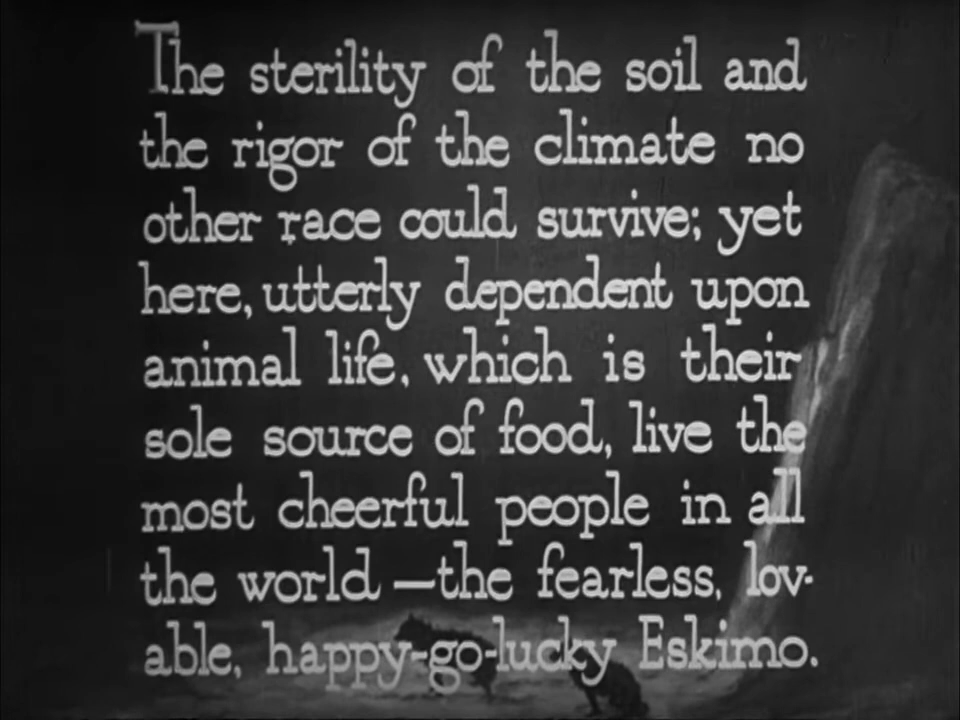 The sterility of the soil and
the rigor of the climate no
other race could survive; yet
here, utterly dependent upon
animal life, which is their
sole source of food, live the
most cheerful people in all
the world—the fearless, lov-
able, happy-go-lucky Eskimo.